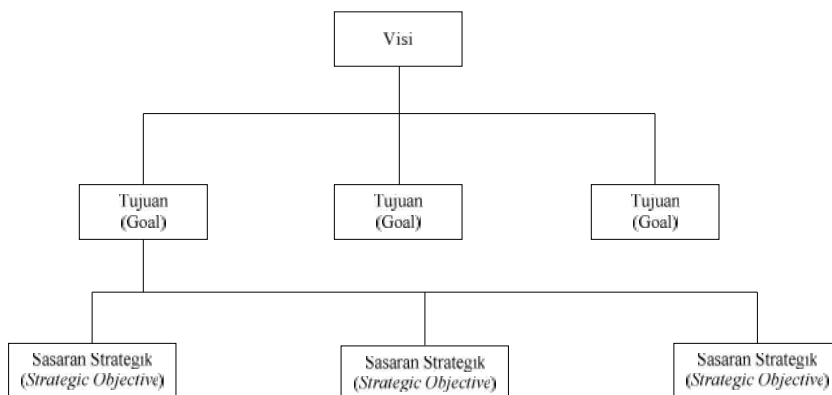 Visi
Tujuan
(Goal)
Tujuan
(Goal)
Tujuan
(Goal)
Sasaran Strategik
(Strategic Objective)
Sasaran Strategik
(Strategic Objective)
Sasaran Strategik
(Strategic Objective)